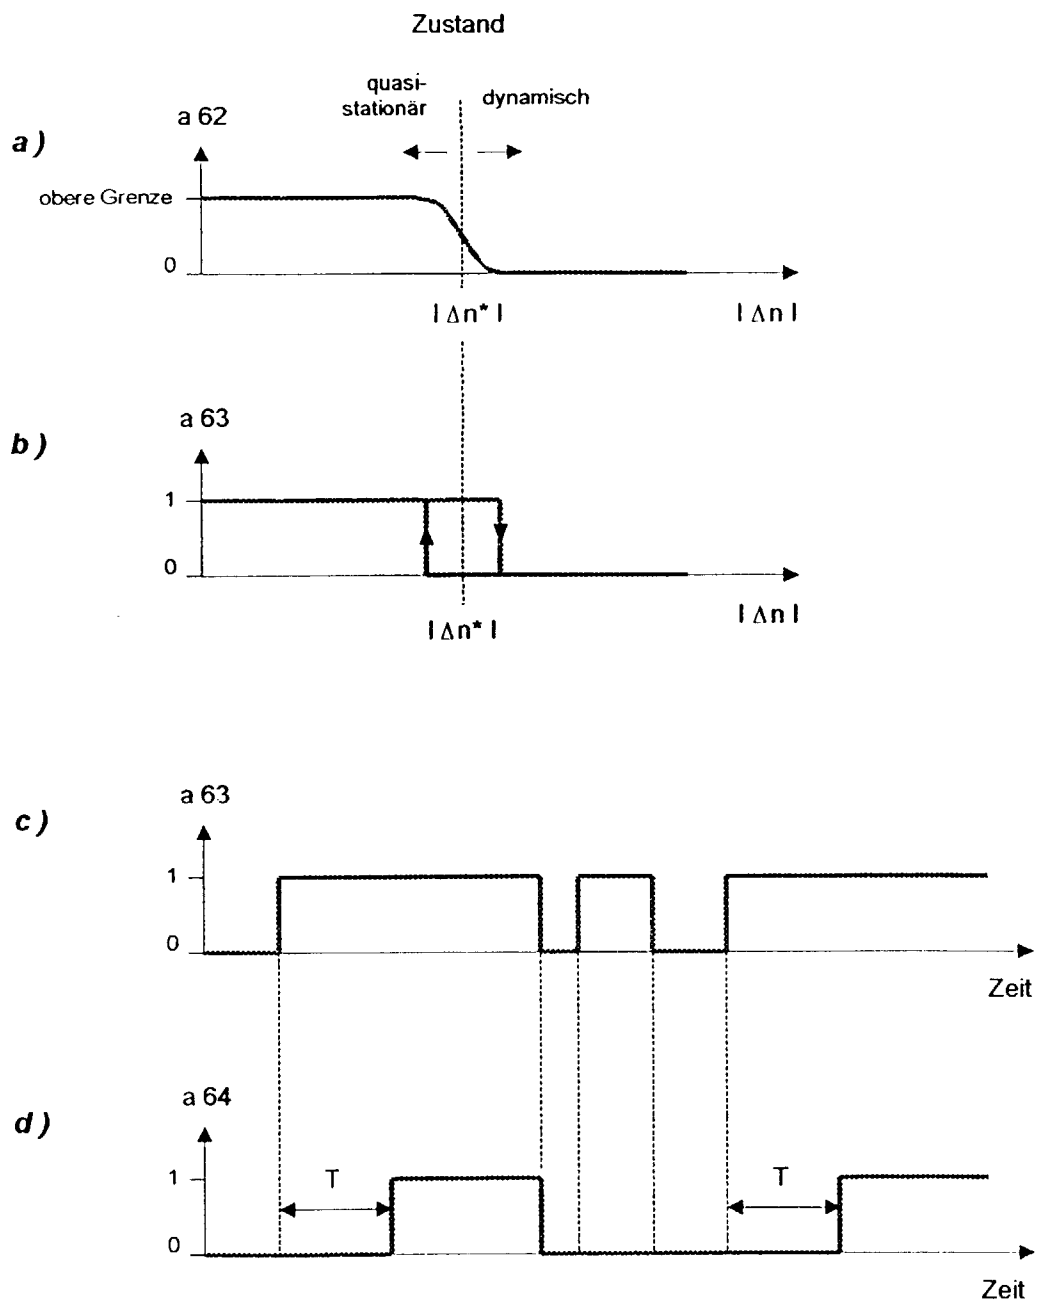 Zustand
quasi-
stationär
dynamisch
a 62
a )
obere Grenze
0
| Δn* |
| Δn |
a 63
b )
1
0
| Δn* |
| Δn |
a 63
c )
1
0
Zeit
a 64
d )
1
T
T
0
Zeit